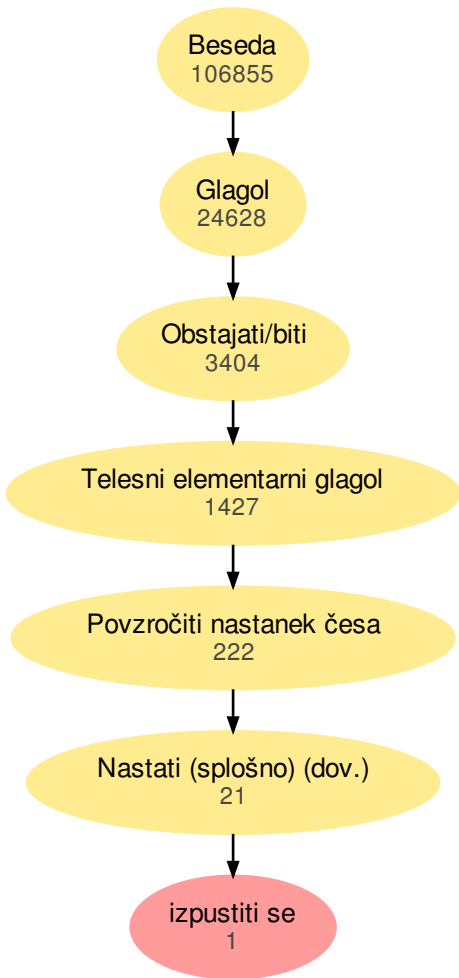 Beseda
106855
Glagol
24628
Obstajati/biti
3404
Telesni elementarni glagol
1427
Povzročiti nastanek česa
222
Nastati (splošno) (dov.)
21
izpustiti se
1